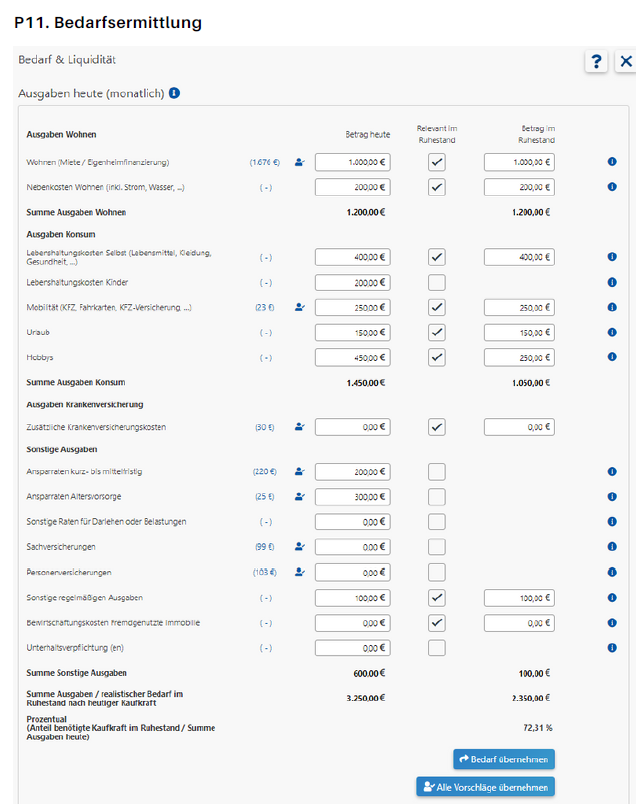 P11. Bedarfsermittlung
Bedarf & Liquidität
?
Ausgaben heute (monatlich)
Ausgaben Wohnen Betrag heute Relevant im Ruhestand Betrag im Ruhestand
Wohnen (Miete / Eigenheimfinanzierung) (1.676 €) 1.000,00 € 1.000,00 €
Nebenkosten Wohnen (inkl. Strom, Wasser, ...) ( - ) 200,00 € 200,00 €
Summe Ausgaben Wohnen 1.200,00 € 1.200,00 €
Ausgaben Konsum
Lebenshaltungskosten Selbst (Lebensmittel, Kleidung,
Gesundheit, ...) ( - ) 400,00 € 400,00 €
Lebenshaltungskosten Kinder ( - ) 200,00 €
Mobilität (KFZ, Fahrkarten, KFZ-Versicherung, ...) (23 €) 250,00 € 250,00 €
Urlaub ( - ) 150,00 € 150,00 €
Hobbys ( - ) 450,00 € 250,00 €
Summe Ausgaben Konsum 1.450,00 € 1.050,00 €
Ausgaben Krankenversicherung
Zusätzliche Krankenversicherungskosten (30 €) 0,00 € 0,00 €
Sonstige Ausgaben
Ansparraten kurz- bis mittelfristig (220 €) 200,00 €
Ansparraten Altersvorsorge (25 €) 300,00 €
Sonstige Raten für Darlehen oder Belastungen ( - ) 0,00 €
Sachversicherungen (99 €) 0,00 €
Personenversicherungen (103 €) 0,00 €
Sonstige regelmäßigen Ausgaben ( - ) 100,00 € 100,00 €
Bewirtschaftungskosten fremdgenutzte Immobilie ( - ) 0,00 € 0,00 €
Unterhaltsverpflichtung (en) ( - ) 0,00 €
Summe Sonstige Ausgaben 600,00 € 100,00 €
Summe Ausgaben / realistischer Bedarf im
Ruhestand nach heutiger Kaufkraft 3.250,00 € 2.350,00 €
Prozentual
(Anteil benötigte Kaufkraft im Ruhestand / Summe
Ausgaben heute) 72,31 %
Bedarf übernehmen
Alle Vorschläge übernehmen